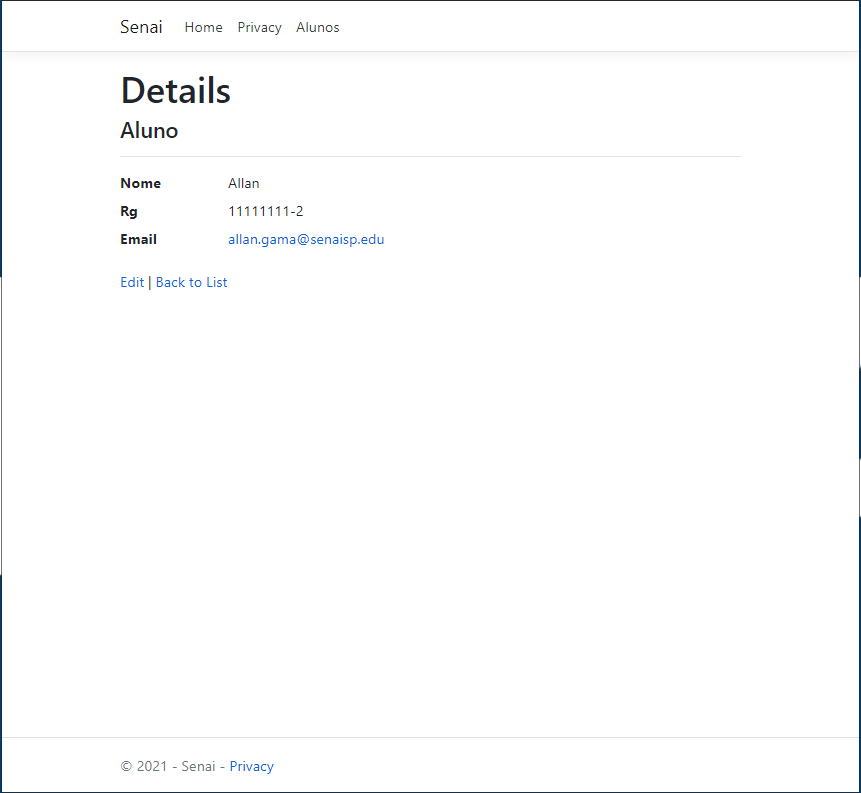 Senai Home Privacy Alunos
Details
Aluno
Nome Allan
Rg 11111111-2
Email allan.gama@senaisp.edu
Edit | Back to List
© 2021 - Senai - Privacy